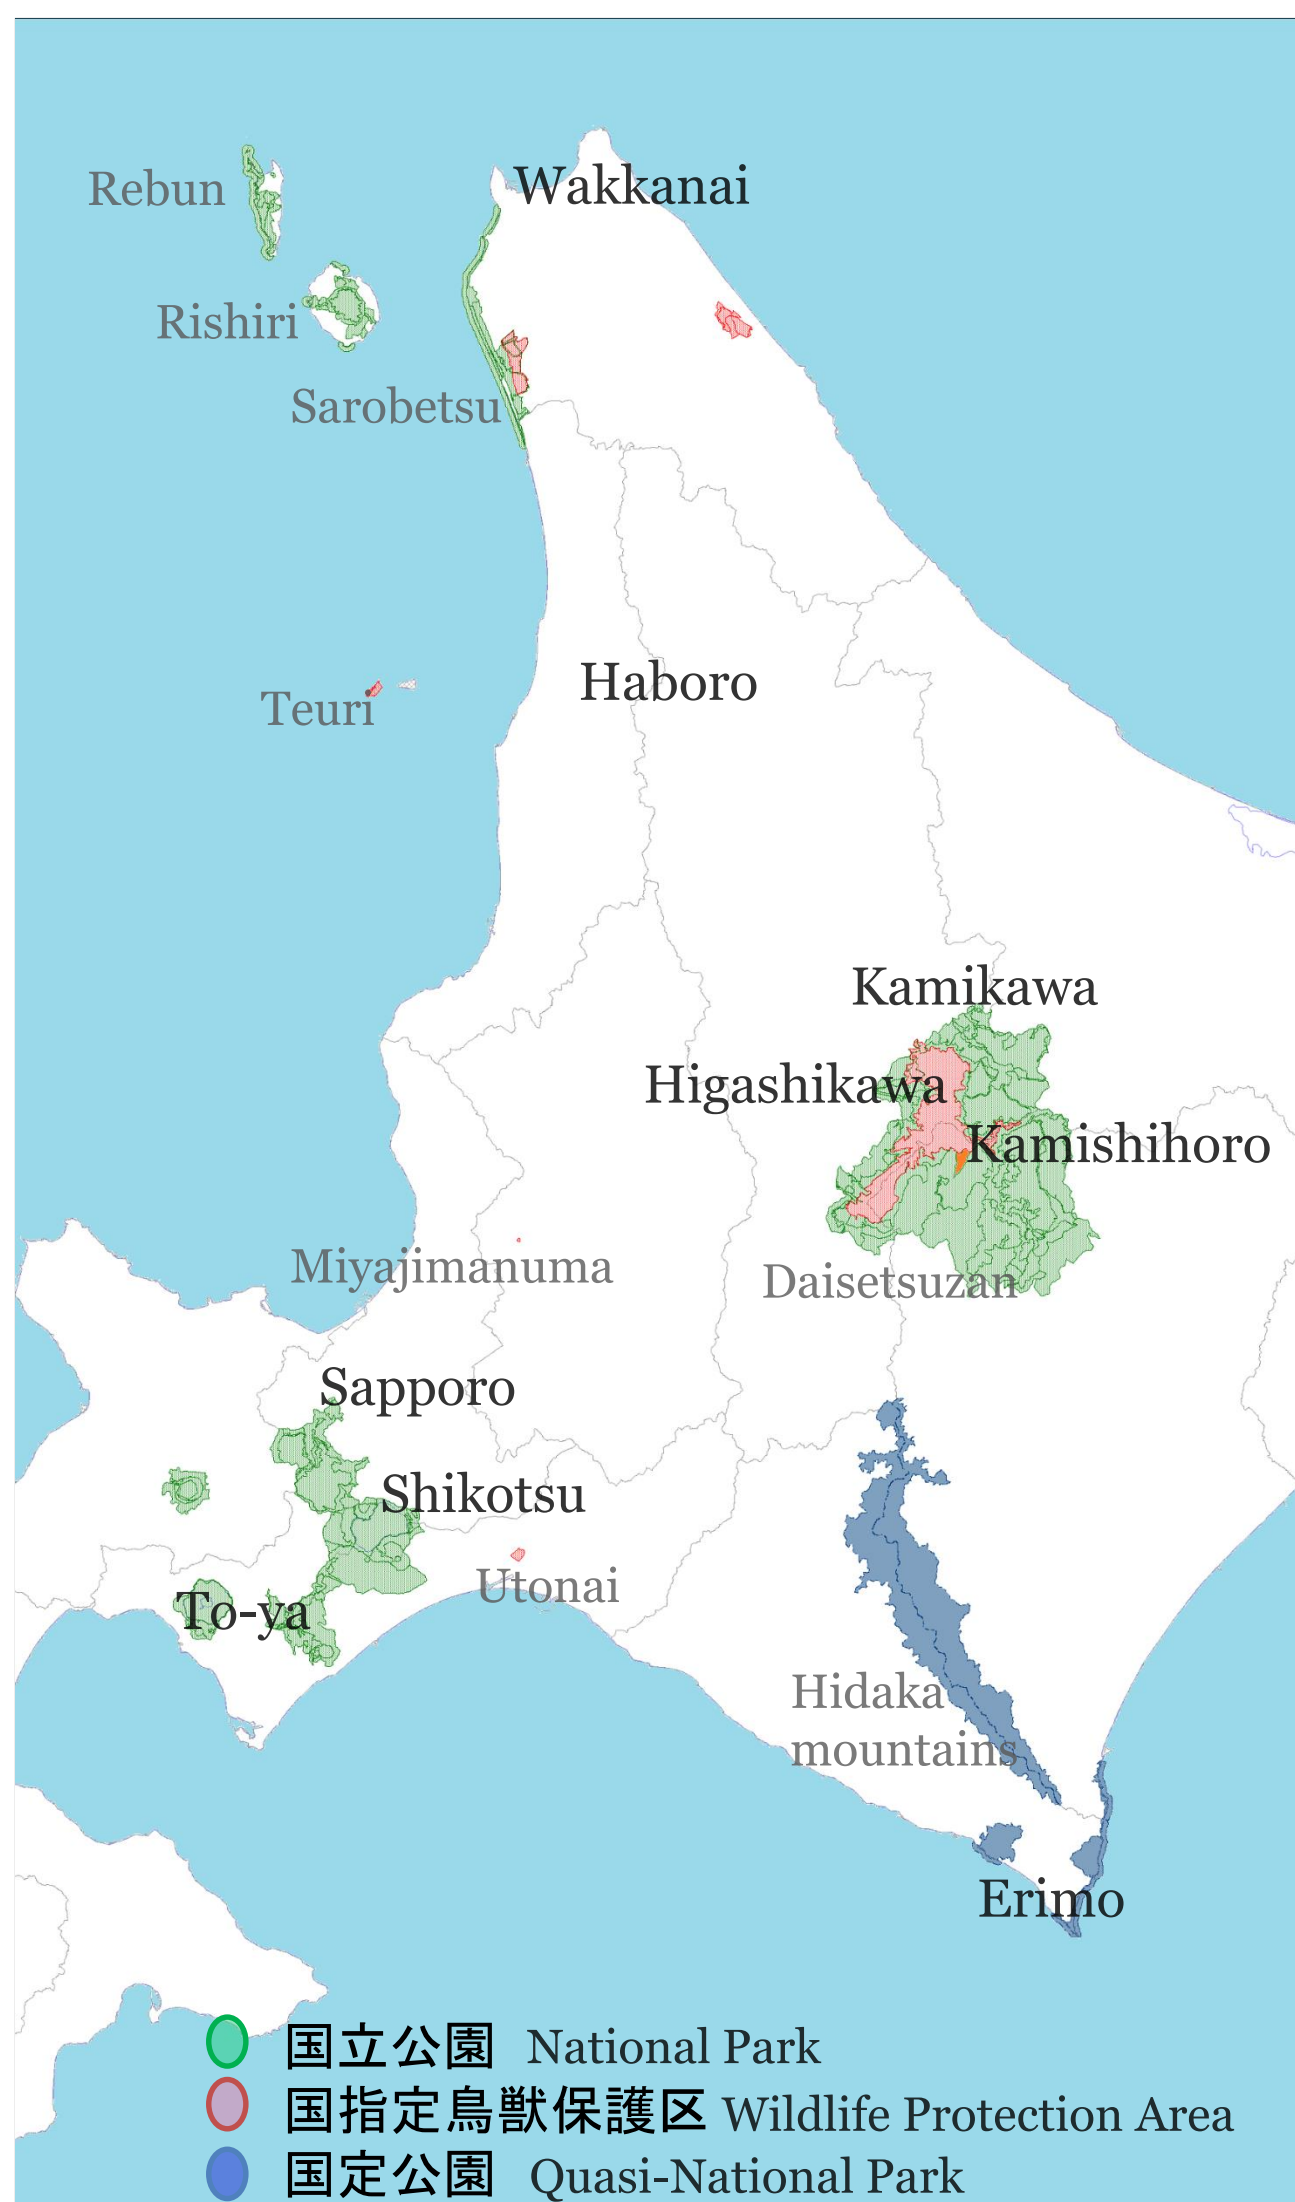 Wakkanai
Rebun
Rishiri
Sarobetsu
Haboro
Teuri
Kamikawa
Higashikawa
Kamishihoro
Miyajimanuma
Daisetsuzan
Sapporo
Shikotsu
Utonai
To-ya
Hidaka
mountains
Erimo
国立公園 National Park
国指定鳥獣保護区 Wildlife Protection Area
国定公園 Quasi-National Park